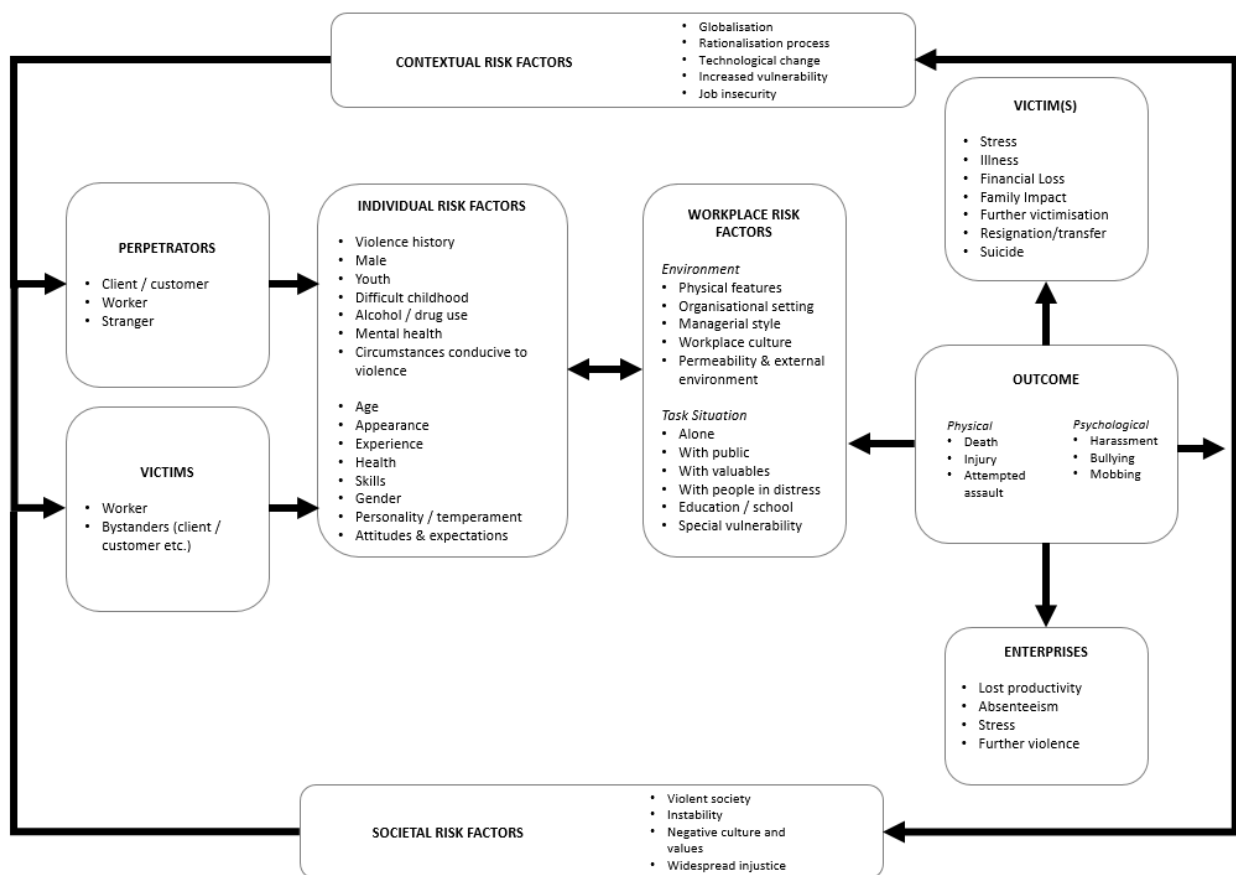 CONTEXTUAL RISK FACTORS
• Globalisation
• Rationalisation process
• Technological change
• Increased vulnerability
• Job insecurity
PERPETRATORS
• Client / customer
• Worker
• Stranger
VICTIMS
• Worker
• Bystanders (client /
customer etc.)
INDIVIDUAL RISK FACTORS
• Violence history
• Male
• Youth
• Difficult childhood
• Alcohol / drug use
• Mental health
• Circumstances conducive to
violence
• Age
• Appearance
• Experience
• Health
• Skills
• Gender
• Personality / temperament
• Attitudes & expectations
WORKPLACE RISK
FACTORS
Environment
• Physical features
• Organisational setting
• Managerial style
• Workplace culture
• Permeability & external
environment
Task Situation
• Alone
• With public
• With valuables
• With people in distress
• Education / school
• Special vulnerability
VICTIM(S)
• Stress
• Illness
• Financial Loss
• Family Impact
• Further victimisation
• Resignation/transfer
• Suicide
OUTCOME
Physical
• Death
• Injury
• Attempted
assault
Psychological
• Harassment
• Bullying
• Mobbing
ENTERPRISES
• Lost productivity
• Absenteeism
• Stress
• Further violence
SOCIETAL RISK FACTORS
• Violent society
• Instability
• Negative culture and
values
• Widespread injustice